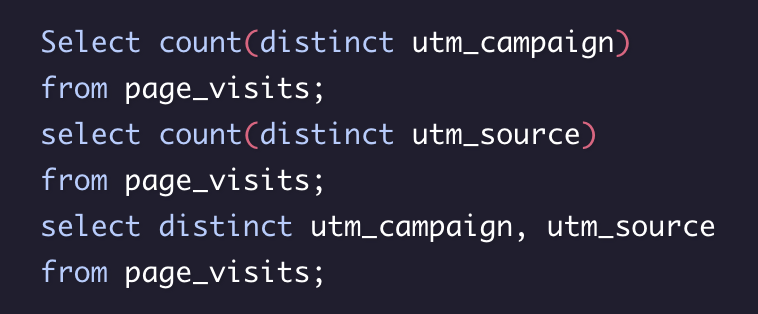 Select count(distinct utm_campaign)
from page_visits;
select count(distinct utm_source)
from page_visits;
select distinct utm_campaign, utm_source
from page_visits;